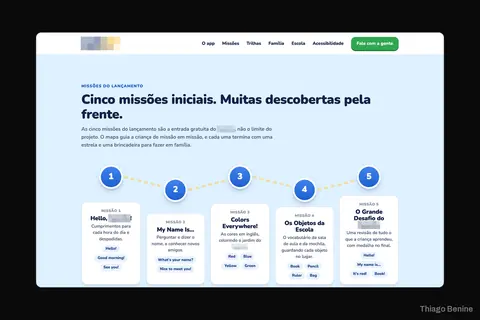 O app Missões Trilhas Família Escola Acessibilidade Fale com a gente
MISSÕES DO LANÇAMENTO
Cinco missões iniciais. Muitas descobertas pela
frente.
As cinco missões do lançamento são a entrada gratuita do não o limite do
projeto. O mapa guia a criança de missão em missão, e cada uma termina com uma
estrela e uma brincadeira para fazer em família.
1
2
3
4
5
MISSÃO 1
Hello,
Cumprimentos para
cada hora do dia e
despedidas.
Hello!
Good morning!
See you!
MISSÃO 2
My Name Is...
Perguntar e dizer o
nome, e conhecer novos
amigos.
What's your name?
Nice to meet you!
MISSÃO 3
Colors
Everywhere!
As cores em inglês,
colorindo o jardim do
Red Blue
Yellow Green
MISSÃO 4
Os Objetos da
Escola
O vocabulário da sala
de aula e da mochila,
guardando cada objeto
no lugar.
Book Pencil
Ruler Bag
MISSÃO 5
O Grande
Desafio do
Uma revisão de tudo o
que a criança aprendeu,
com medalha no final.
Hello!
My name is...
It's red! Book!
Thiago Benine